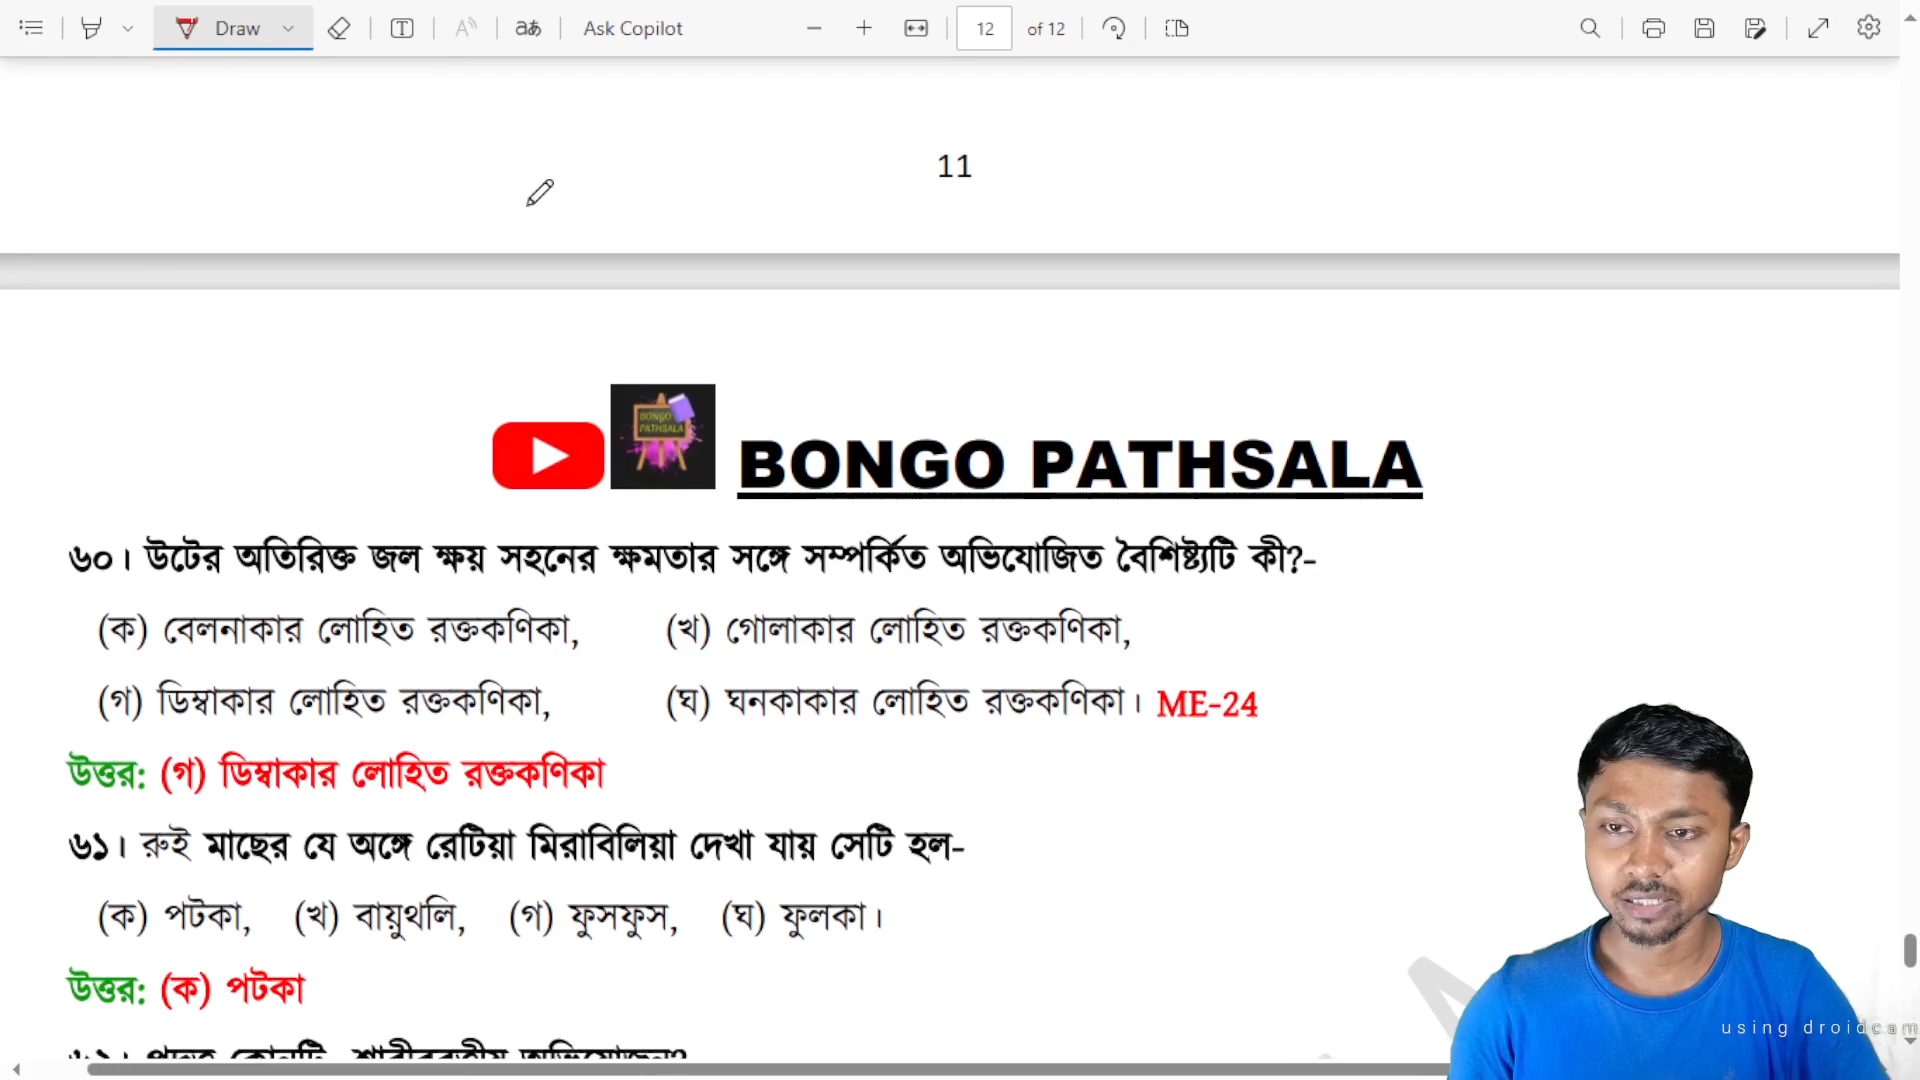 Draw
Ask Copilot
12 of 12
11
BONGO PATHSALA
BONGO PATHSALA
৬০। উটের অতিরিক্ত জল ক্ষয় সহনের ক্ষমতার সঙ্গে সম্পর্কিত অভিযোজিত বৈশিষ্ট্যটি কী?-
(ক) বেলনাকার লোহিত রক্তকণিকা, (খ) গোলাকার লোহিত রক্তকণিকা,
(গ) ডিম্বাকার লোহিত রক্তকণিকা, (ঘ) ঘনকাকার লোহিত রক্তকণিকা। ME-24
উত্তর: (গ) ডিম্বাকার লোহিত রক্তকণিকা
৬১। রুই মাছের যে অঙ্গে রেটিয়া মিরাবিলিয়া দেখা যায় সেটি হল-
(ক) পটকা, (খ) বায়ুথলি, (গ) ফুসফুস, (ঘ) ফুলকা।
উত্তর: (ক) পটকা
using droidcam